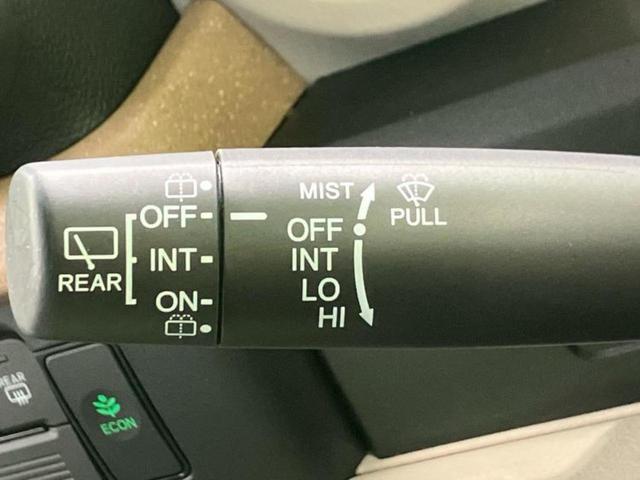 OFF
INT
ON
REAR
MIST
OFF
INT
LO
HI
PULL
REAR
ECON